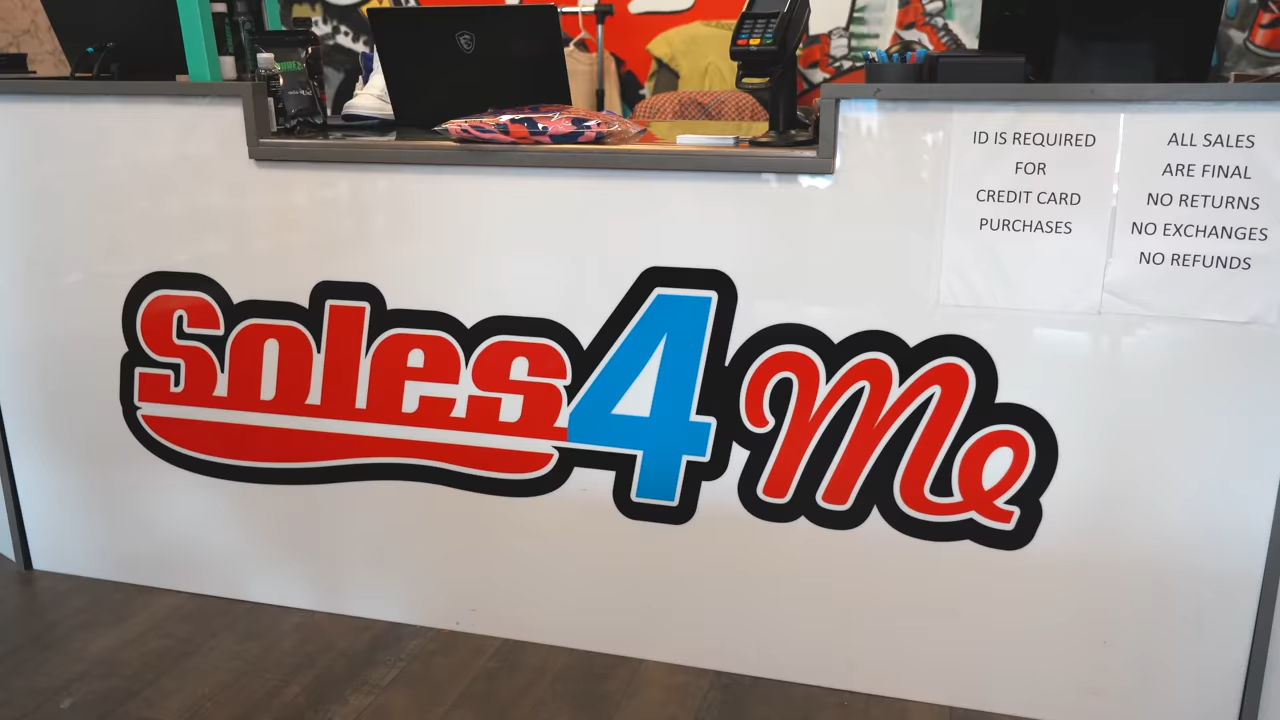 ID IS REQUIRED
FOR
CREDIT CARD
PURCHASES
ALL SALES
ARE FINAL
NO RETURNS
NO EXCHANGES
NO REFUNDS
Soles4Me